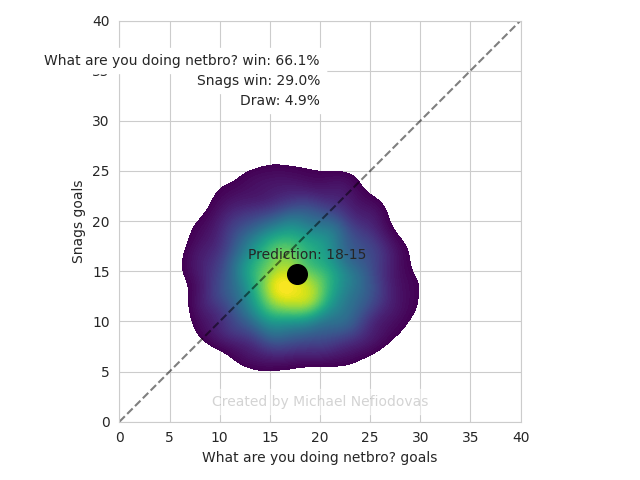 40
What are you doing netbro? win: 66.1%
35
Snags win: 29.0%
Draw: 4.9%
30
25
20
Prediction: 18-15
15
10
5
0
Snags goals
Created by Michael Nefiodovas
0 5 10 15 20 25 30 35 40
What are you doing netbro? goals